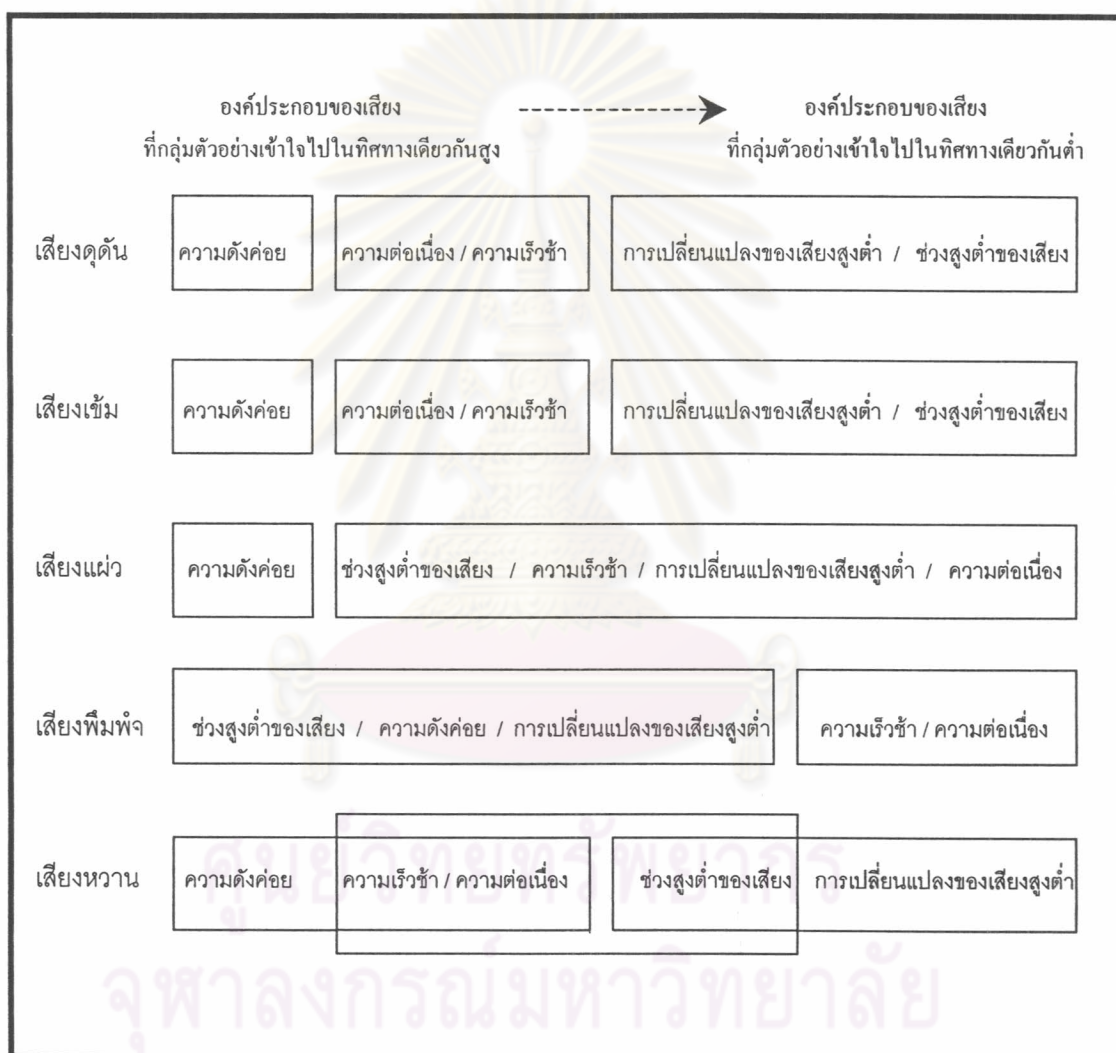 องค์ประกอบของเสียง องค์ประกอบของเสียง
ที่กลุ่มตัวอย่างเข้าใจไปในทิศทางเดียวกันสูง ที่กลุ่มตัวอย่างเข้าใจไปในทิศทางเดียวกันต่ำ
เสียงดุดัน ความดังค่อย ความต่อเนื่อง / ความเร็วช้า การเปลี่ยนแปลงของเสียงสูงต่ำ / ช่วงสูงต่ำของเสียง
เสียงเข้ม ความดังค่อย ความต่อเนื่อง / ความเร็วช้า การเปลี่ยนแปลงของเสียงสูงต่ำ / ช่วงสูงต่ำของเสียง
เสียงแผ่ว ความดังค่อย ช่วงสูงต่ำของเสียง / ความเร็วช้า / การเปลี่ยนแปลงของเสียงสูงต่ำ / ความต่อเนื่อง
เสียงพึมพำๆ ช่วงสูงต่ำของเสียง / ความดังค่อย / การเปลี่ยนแปลงของเสียงสูงต่ำ ความเร็วช้า / ความต่อเนื่อง
เสียงหวาน ความดังค่อย ความเร็วช้า / ความต่อเนื่อง ช่วงสูงต่ำของเสียง การเปลี่ยนแปลงของเสียงสูงต่ำ
ศูนย์วิทยทรัพยากร
จุฬาลงกรณ์มหาวิทยาลัย